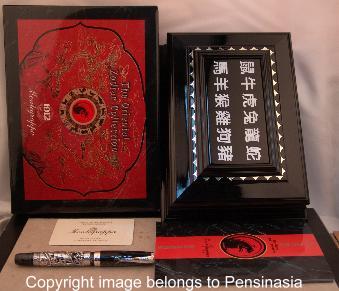 The Oriental
Zodiac Collection
1912
Montegrappa
鼠牛虎兔龍蛇
馬羊猴雞狗豬
Montegrappa
Copyright image belongs to Pensinasia